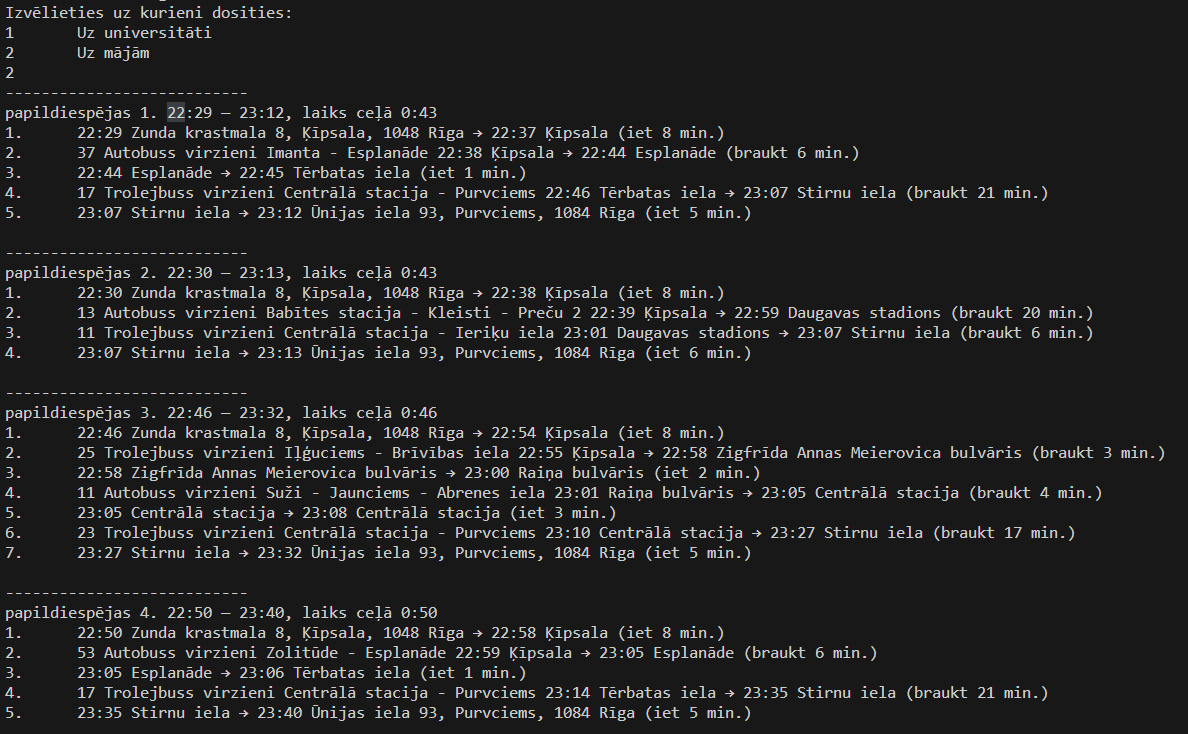 Izvēlieties uz kurieni dosities:
1 Uz universitāti
2 Uz mājām
2
---------------------------
papildiespējas 1. 22:29 — 23:12, laiks ceļā 0:43
1. 22:29 Zunda krastmala 8, Ķīpsala, 1048 Rīga → 22:37 Ķīpsala (iet 8 min.)
2. 37 Autobuss virzieni Imanta - Esplanāde 22:38 Ķīpsala → 22:44 Esplanāde (braukt 6 min.)
3. 22:44 Esplanāde → 22:45 Tērbatas iela (iet 1 min.)
4. 17 Trolejbuss virzieni Centrālā stacija - Purvciems 22:46 Tērbatas iela → 23:07 Stirnu iela (braukt 21 min.)
5. 23:07 Stirnu iela → 23:12 Ūnijas iela 93, Purvciems, 1084 Rīga (iet 5 min.)
---------------------------
papildiespējas 2. 22:30 — 23:13, laiks ceļā 0:43
1. 22:30 Zunda krastmala 8, Ķīpsala, 1048 Rīga → 22:38 Ķīpsala (iet 8 min.)
2. 13 Autobuss virzieni Babītes stacija - Kleisti - Preču 2 22:39 Ķīpsala → 22:59 Daugavas stadions (braukt 20 min.)
3. 11 Trolejbuss virzieni Centrālā stacija - Ieriķu iela 23:01 Daugavas stadions → 23:07 Stirnu iela (braukt 6 min.)
4. 23:07 Stirnu iela → 23:13 Ūnijas iela 93, Purvciems, 1084 Rīga (iet 6 min.)
---------------------------
papildiespējas 3. 22:46 — 23:32, laiks ceļā 0:46
1. 22:46 Zunda krastmala 8, Ķīpsala, 1048 Rīga → 22:54 Ķīpsala (iet 8 min.)
2. 25 Trolejbuss virzieni Iļģuciems - Brīvības iela 22:55 Ķīpsala → 22:58 Zigfrīda Annas Meierovica bulvāris (braukt 3 min.)
3. 22:58 Zigfrīda Annas Meierovica bulvāris → 23:00 Raiņa bulvāris (iet 2 min.)
4. 11 Autobuss virzieni Suži - Jaunciems - Abrenes iela 23:01 Raiņa bulvāris → 23:05 Centrālā stacija (braukt 4 min.)
5. 23:05 Centrālā stacija → 23:08 Centrālā stacija (iet 3 min.)
6. 23 Trolejbuss virzieni Centrālā stacija - Purvciems 23:10 Centrālā stacija → 23:27 Stirnu iela (braukt 17 min.)
7. 23:27 Stirnu iela → 23:32 Ūnijas iela 93, Purvciems, 1084 Rīga (iet 5 min.)
---------------------------
papildiespējas 4. 22:50 — 23:40, laiks ceļā 0:50
1. 22:50 Zunda krastmala 8, Ķīpsala, 1048 Rīga → 22:58 Ķīpsala (iet 8 min.)
2. 53 Autobuss virzieni Zolitūde - Esplanāde 22:59 Ķīpsala → 23:05 Esplanāde (braukt 6 min.)
3. 23:05 Esplanāde → 23:06 Tērbatas iela (iet 1 min.)
4. 17 Trolejbuss virzieni Centrālā stacija - Purvciems 23:14 Tērbatas iela → 23:35 Stirnu iela (braukt 21 min.)
5. 23:35 Stirnu iela → 23:40 Ūnijas iela 93, Purvciems, 1084 Rīga (iet 5 min.)